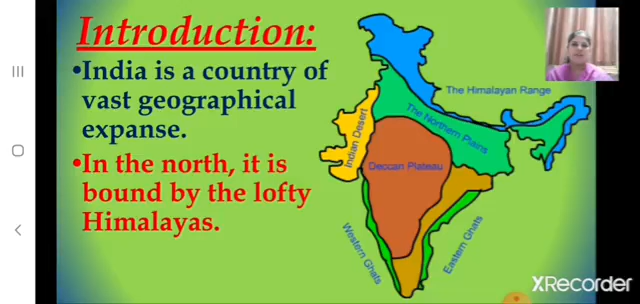 Introduction:
•India is a country of
vast geographical
expanse.
•In the north, it is
bound by the lofty
Himalayas.
The Himalayan Range
The Northern Plains
Indian Desert
Deccan Plateau
Western Ghats
Eastern Ghats
XRecorder